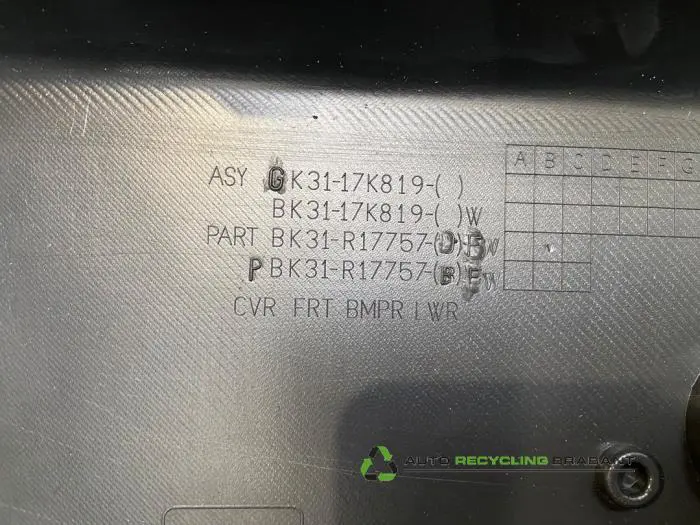 ASY GK31-17K819-( )
BK31-17K819-( )W
PART BK31-R17757-( )
PBK31-R17757-( )
CVR FRT BMPR LWR
A B C D E F G
AUTO RECYCLING BRABANT